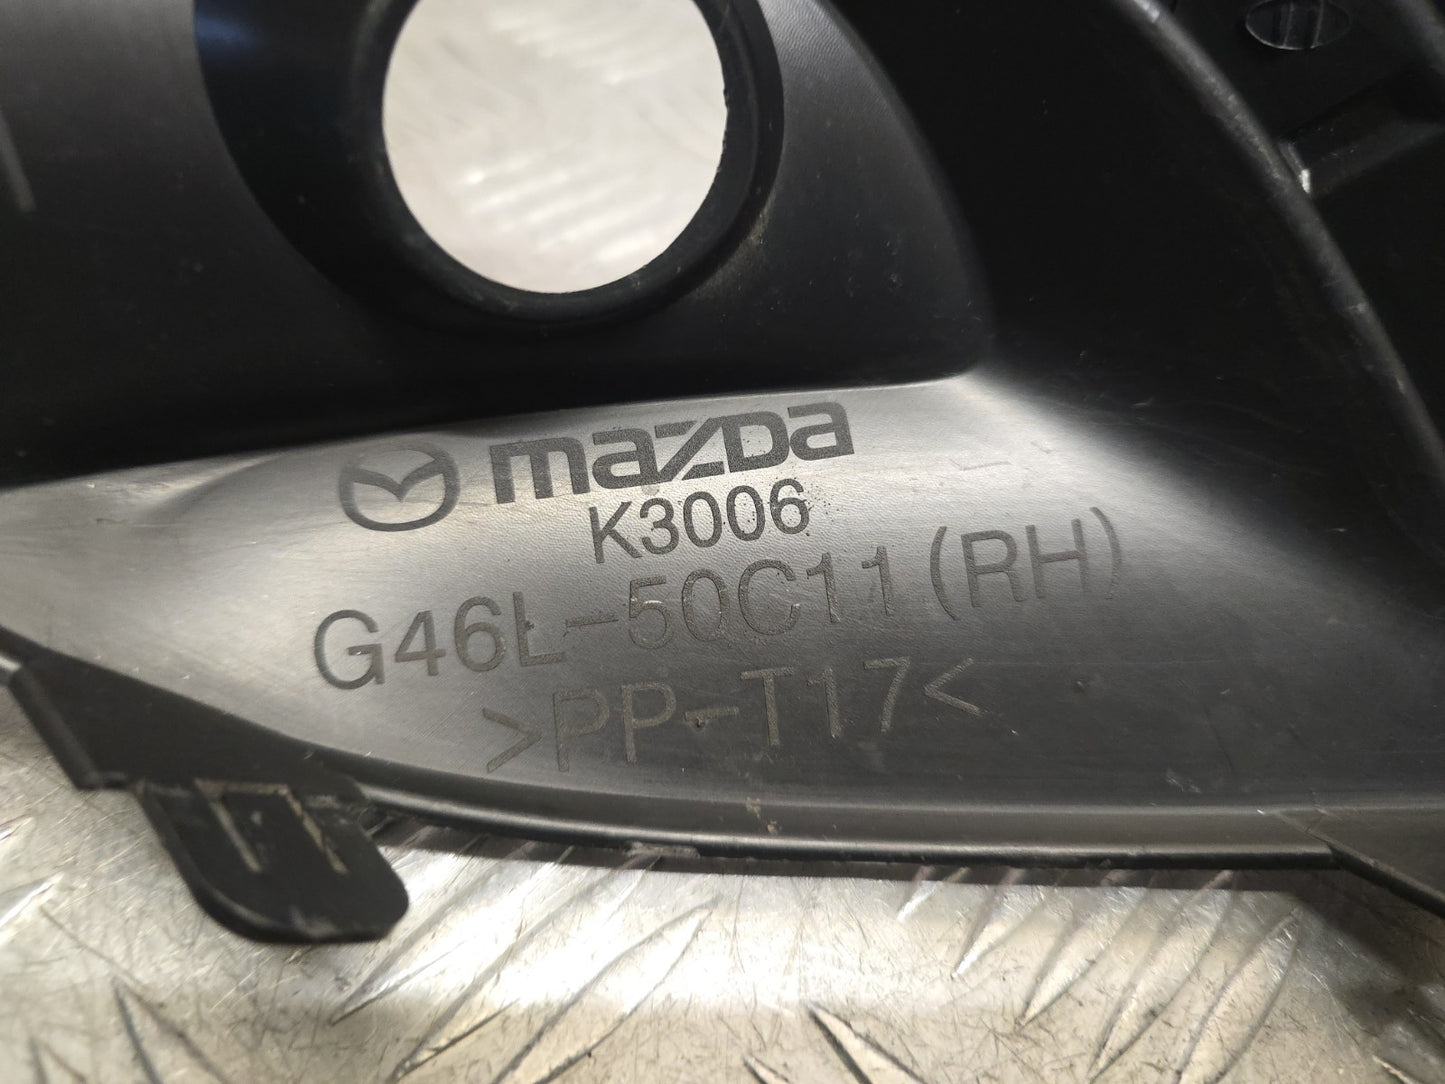 mazda
K3006
G46L-50C11(RH)
>PP-T17<